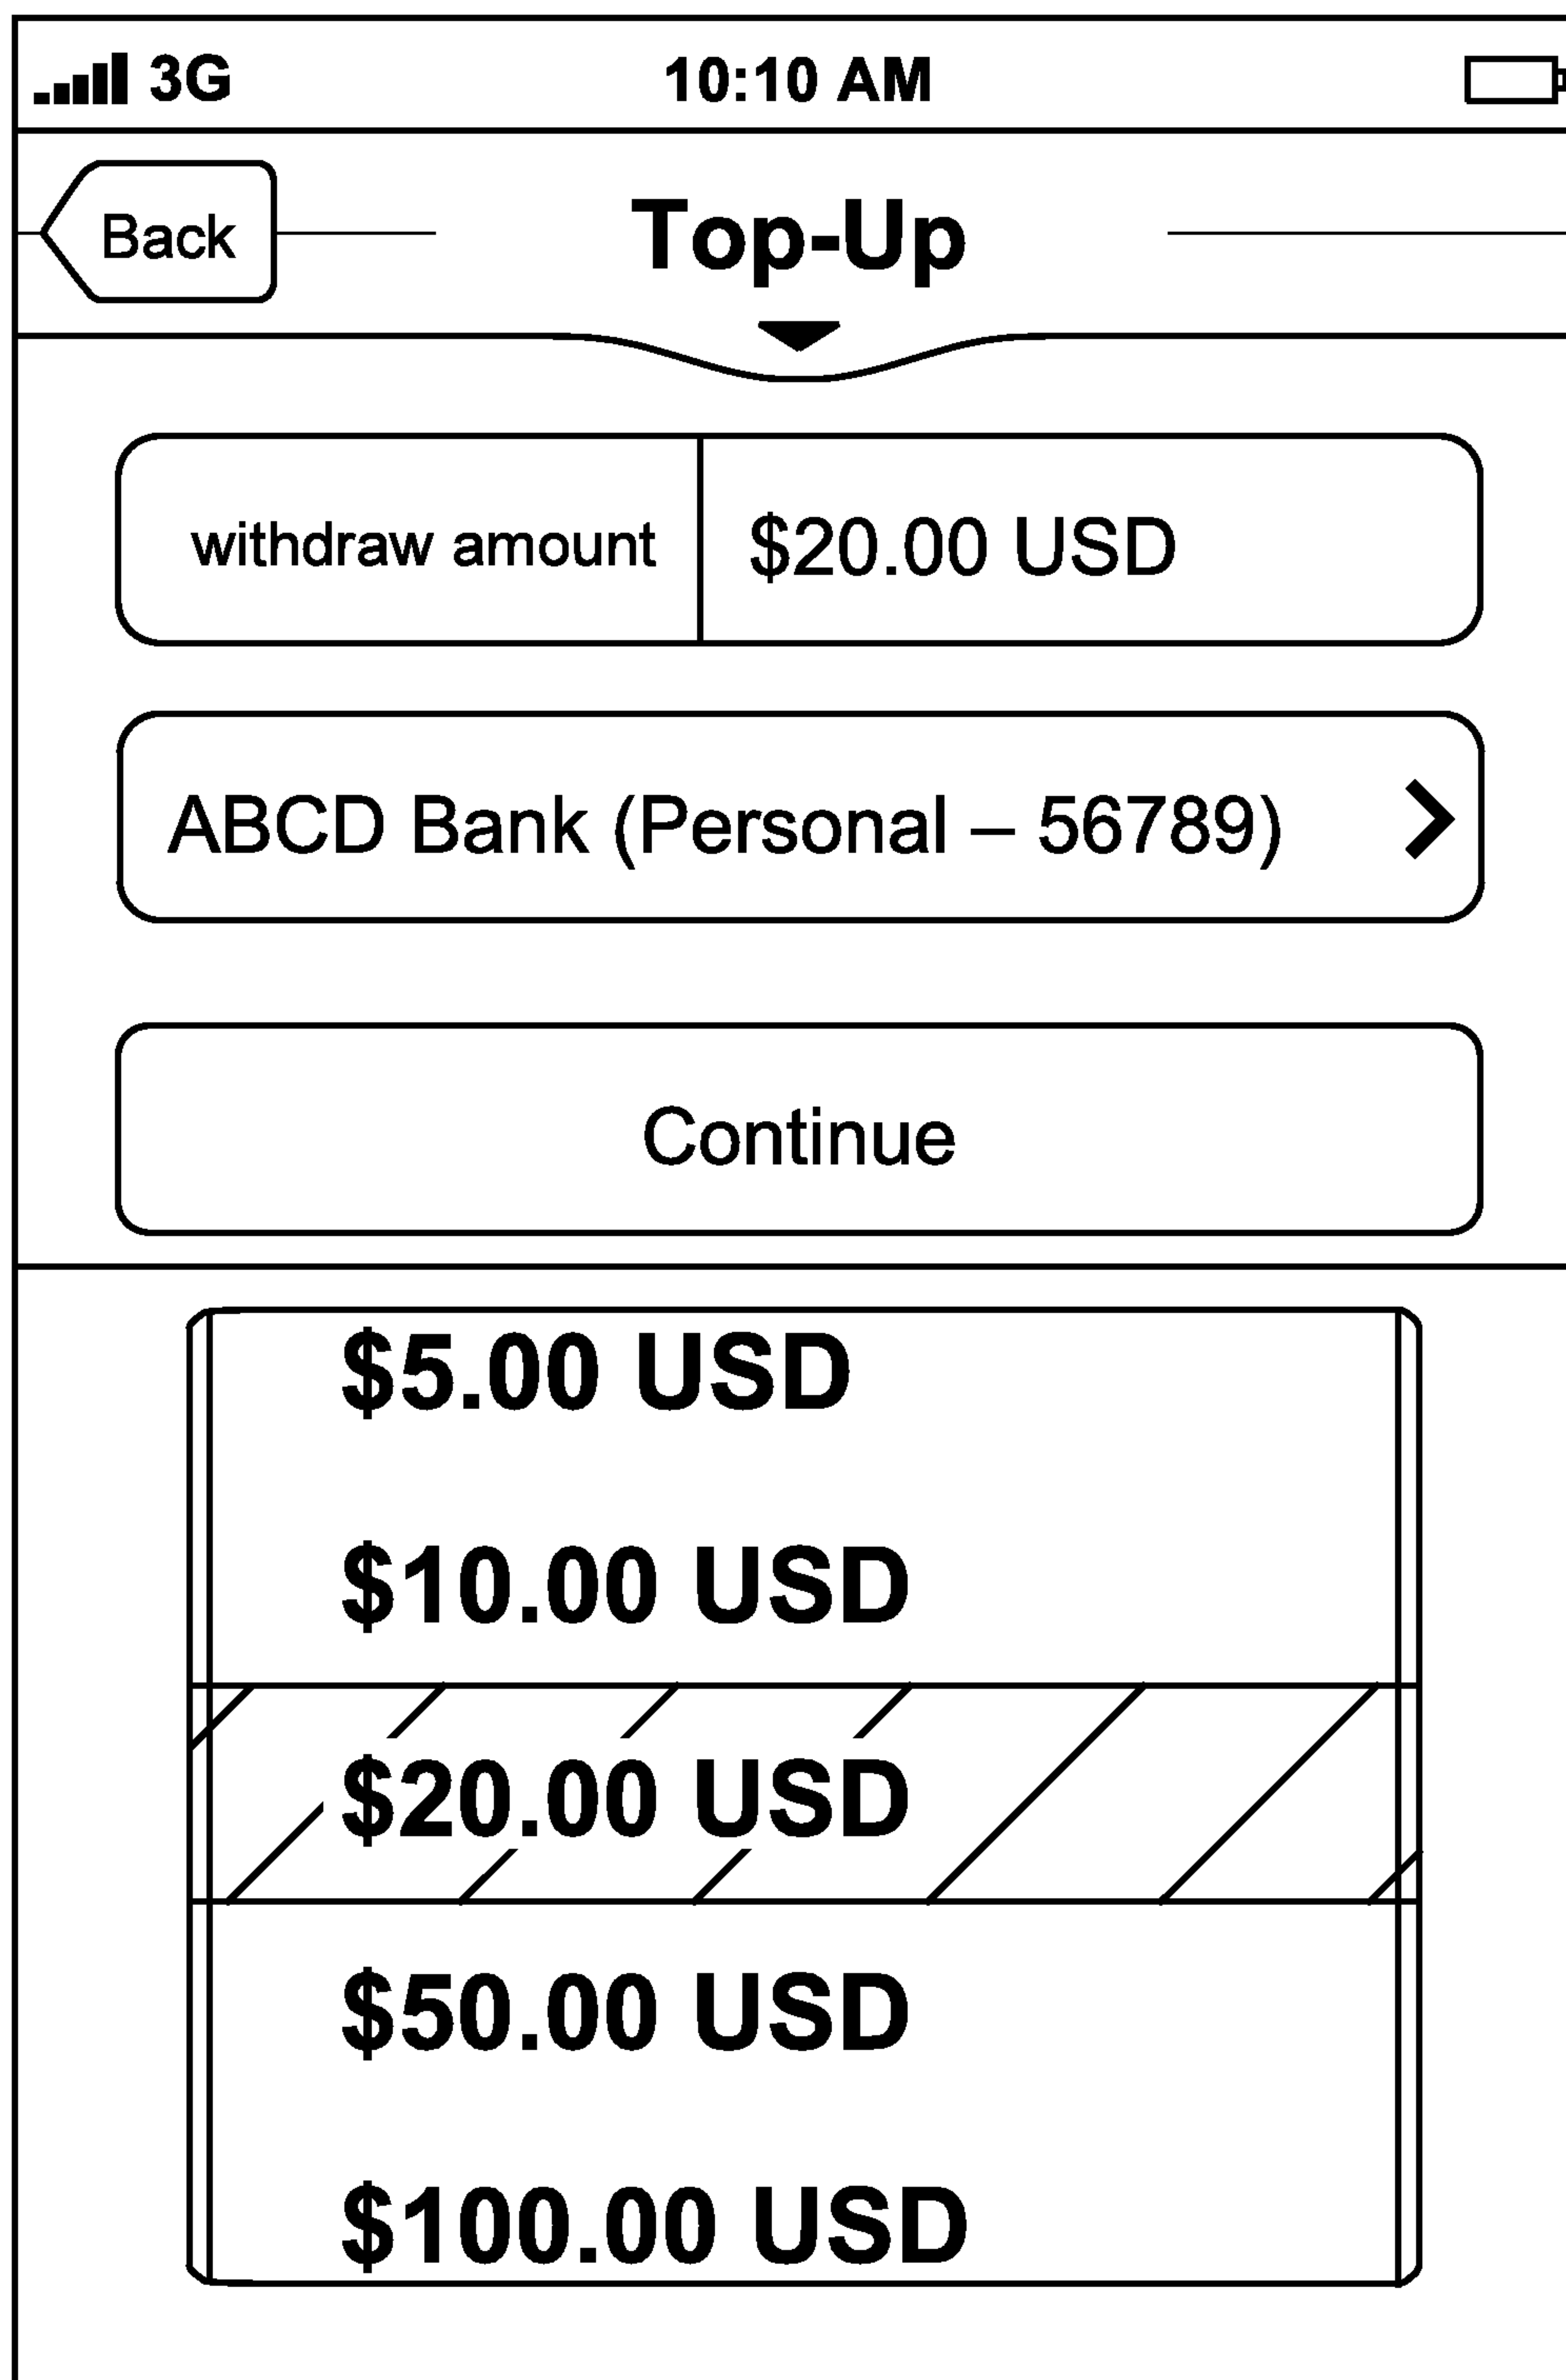 3G 10:10 AM
Back Top-Up
withdraw amount $20.00 USD
ABCD Bank (Personal – 56789)
Continue
$5.00 USD
$10.00 USD
$20.00 USD
$50.00 USD
$100.00 USD